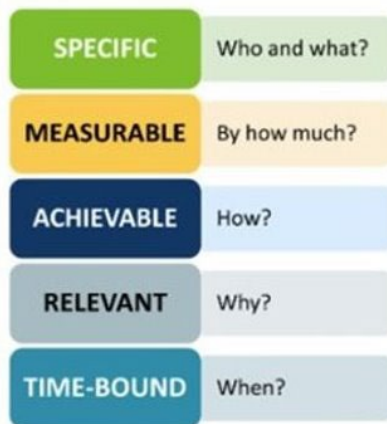 SPECIFIC Who and what?
MEASURABLE By how much?
ACHIEVABLE How?
RELEVANT Why?
TIME-BOUND When?